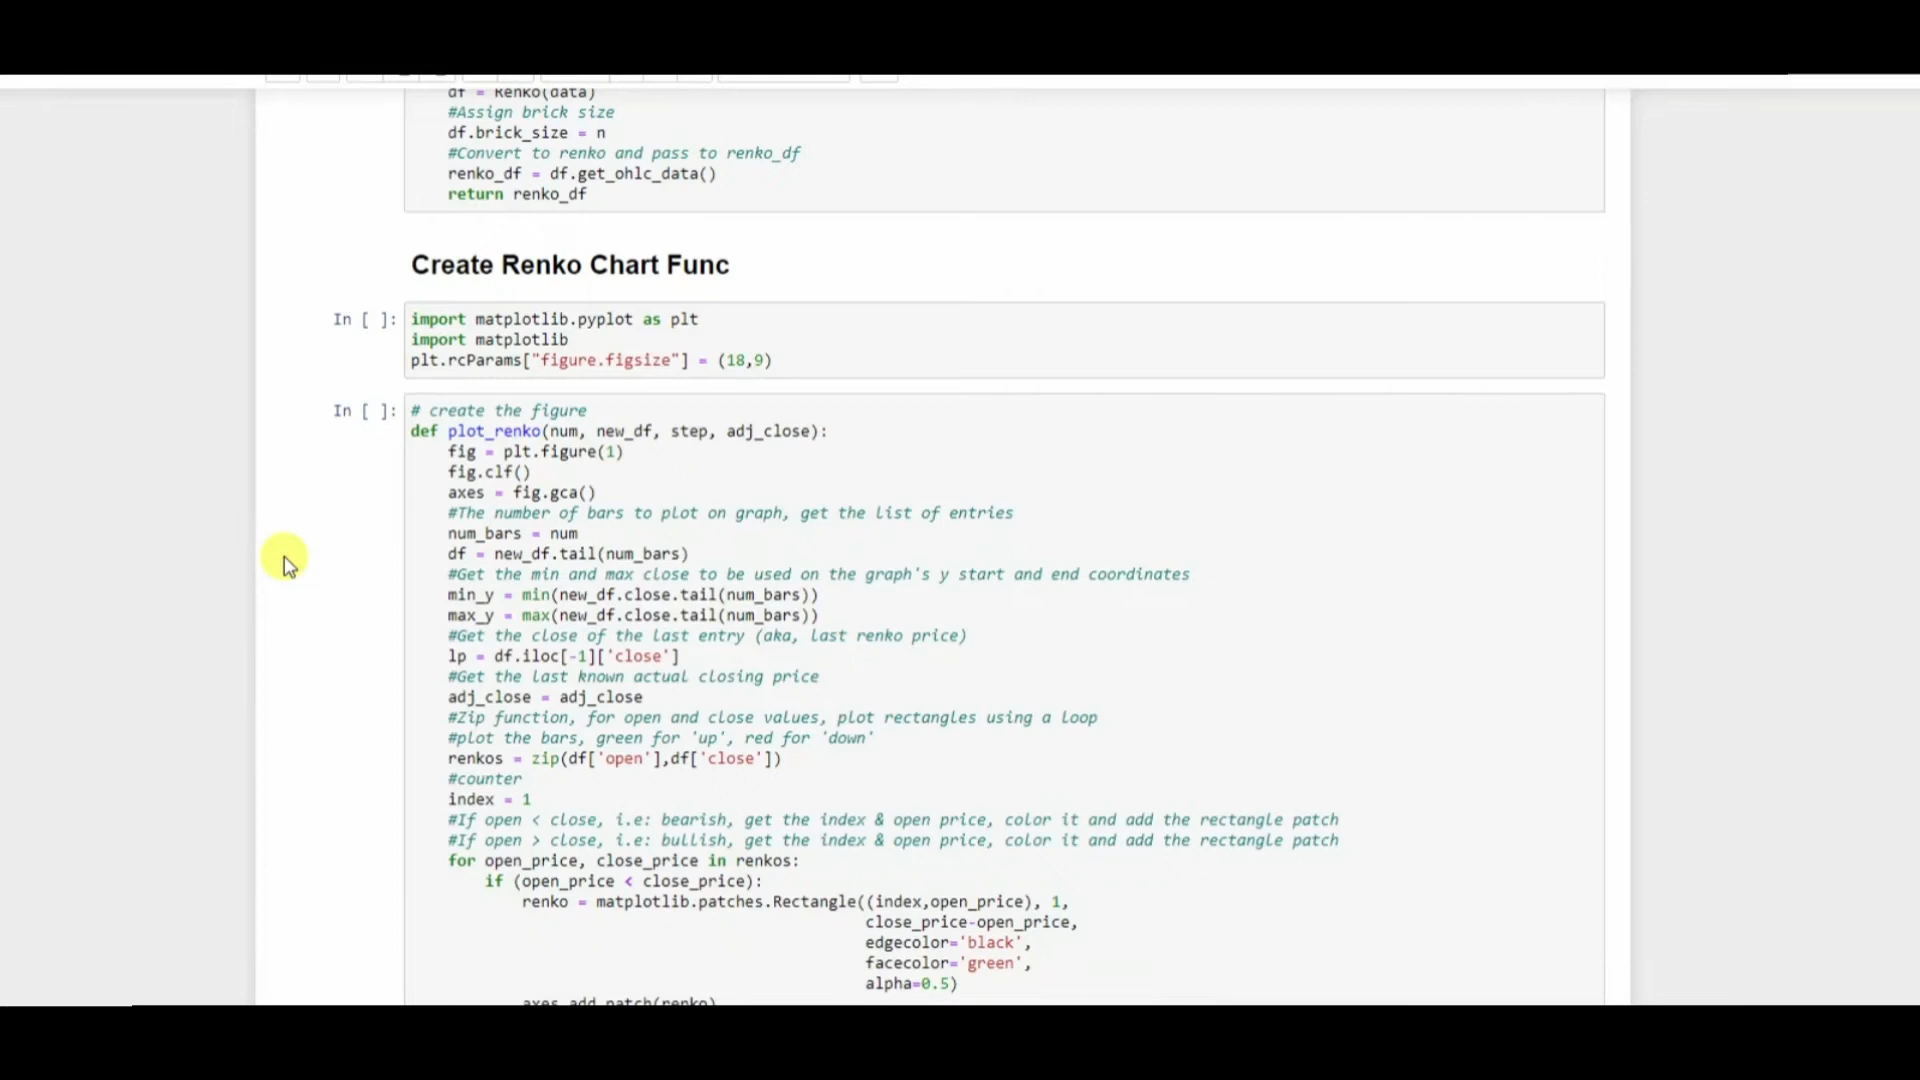 df = Renko(data)
#Assign brick size
df.brick_size = n
#Convert to renko and pass to renko_df
renko_df = df.get_ohlc_data()
return renko_df
Create Renko Chart Func
In [ ]:
import matplotlib.pyplot as plt
import matplotlib
plt.rcParams["figure.figsize"] = (18,9)
In [ ]:
# create the figure
def plot_renko(num, new_df, step, adj_close):
fig = plt.figure(1)
fig.clf()
axes = fig.gca()
#The number of bars to plot on graph, get the list of entries
num_bars = num
df = new_df.tail(num_bars)
#Get the min and max close to be used on the graph's y start and end coordinates
min_y = min(new_df.close.tail(num_bars))
max_y = max(new_df.close.tail(num_bars))
#Get the close of the last entry (aka, last renko price)
lp = df.iloc[-1]['close']
#Get the last known actual closing price
adj_close = adj_close
#Zip function, for open and close values, plot rectangles using a loop
#plot the bars, green for 'up', red for 'down'
renkos = zip(df['open'],df['close'])
#counter
index = 1
#If open < close, i.e: bearish, get the index & open price, color it and add the rectangle patch
#If open > close, i.e: bullish, get the index & open price, color it and add the rectangle patch
for open_price, close_price in renkos:
if (open_price < close_price):
renko = matplotlib.patches.Rectangle((index,open_price), 1,
close_price-open_price,
edgecolor='black',
facecolor='green',
alpha=0.5)
axes.add_patch(renko)